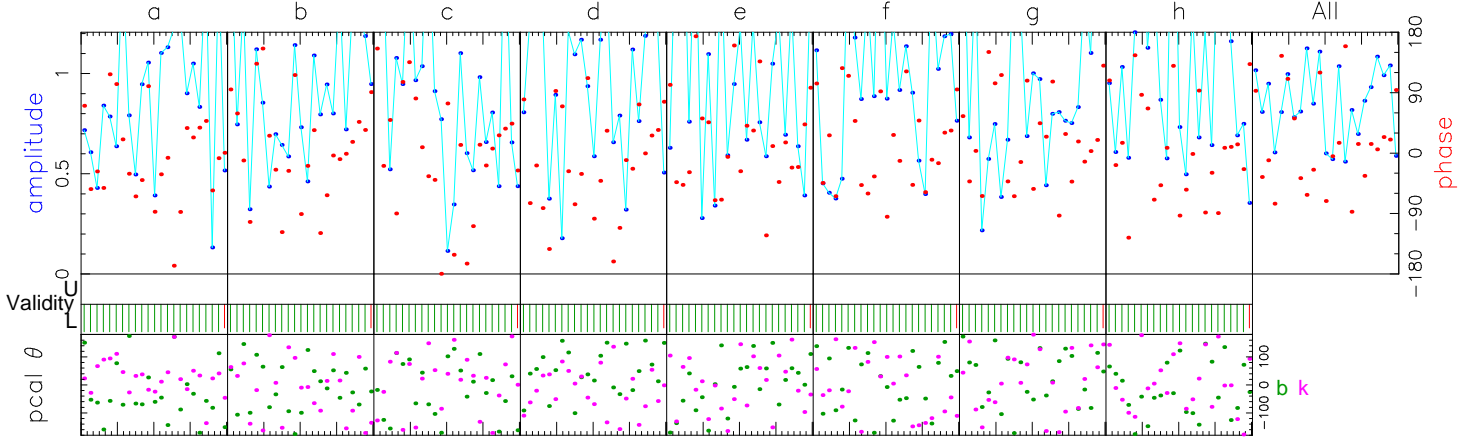 a b c d e f g h All
amplitude
1
0.5
0
180
90
0
-90
-180
phase
Validity
U
L
pcal θ
100
0
-100
b k